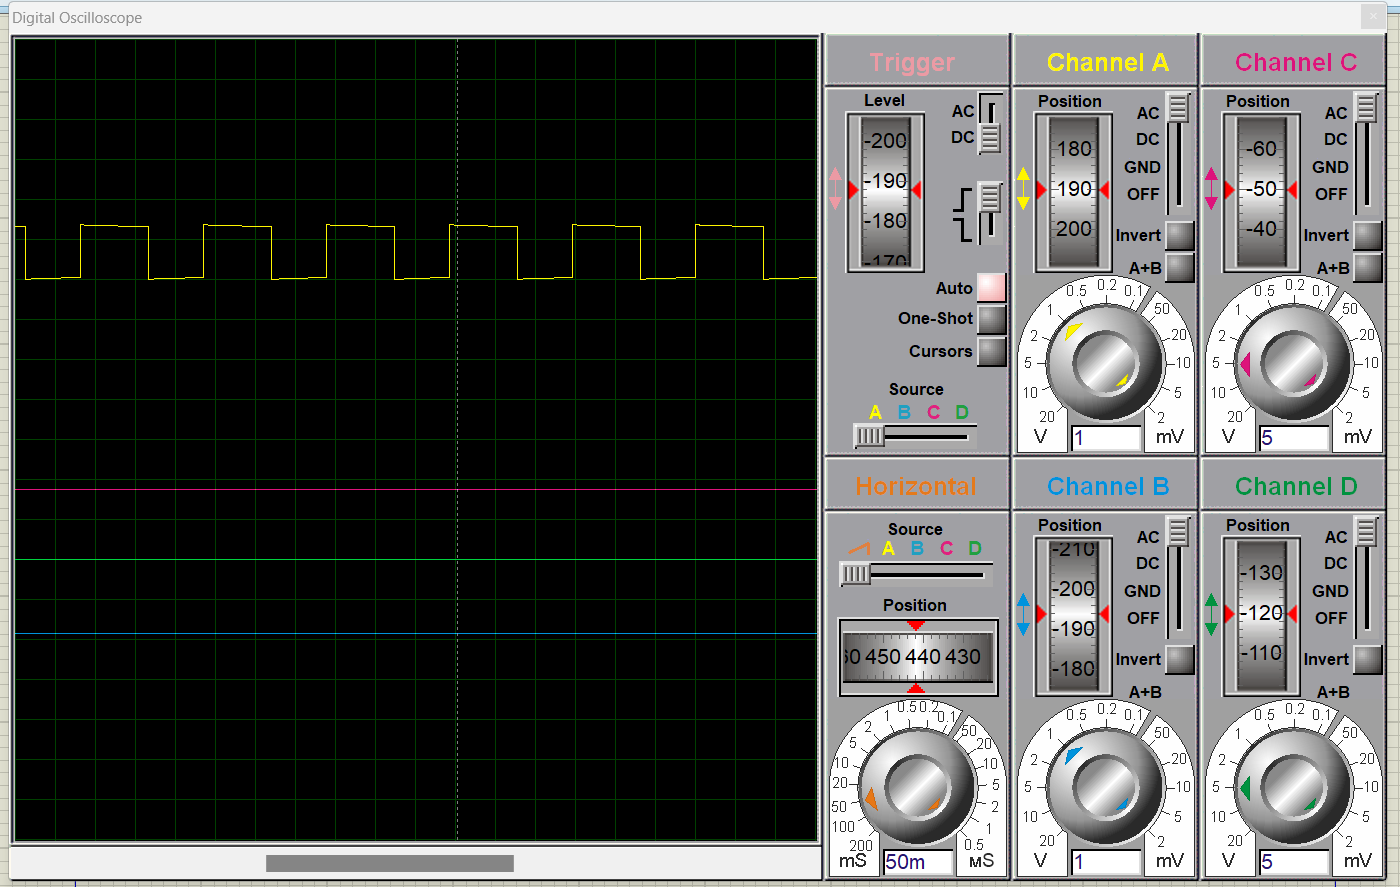 Digital Oscilloscope
Trigger
Level
-200
-190
-180
-170
AC
DC
Auto
One-Shot
Cursors
Source
A B C D
Channel A
Position
180
190
200
AC
DC
GND
OFF
Invert
A+B
0.5 0.2 0.1
1 50
2 20
5 10
10 5
20 2
V 1 mV
Channel C
Position
-60
-50
-40
AC
DC
GND
OFF
Invert
A+B
0.5 0.2 0.1
1 50
2 20
5 10
10 5
20 2
V 5 mV
Horizontal
Source
A B C D
Position
450 440 430
1 0.5 0.2 0.1
2 50
5 20
10 10
20 5
50 2
100 1
200 0.5
mS 50m мS
Channel B
Position
-210
-200
-190
-180
AC
DC
GND
OFF
Invert
A+B
0.5 0.2 0.1
1 50
2 20
5 10
10 5
20 2
V 1 mV
Channel D
Position
-130
-120
-110
AC
DC
GND
OFF
Invert
A+B
0.5 0.2 0.1
1 50
2 20
5 10
10 5
20 2
V 5 mV